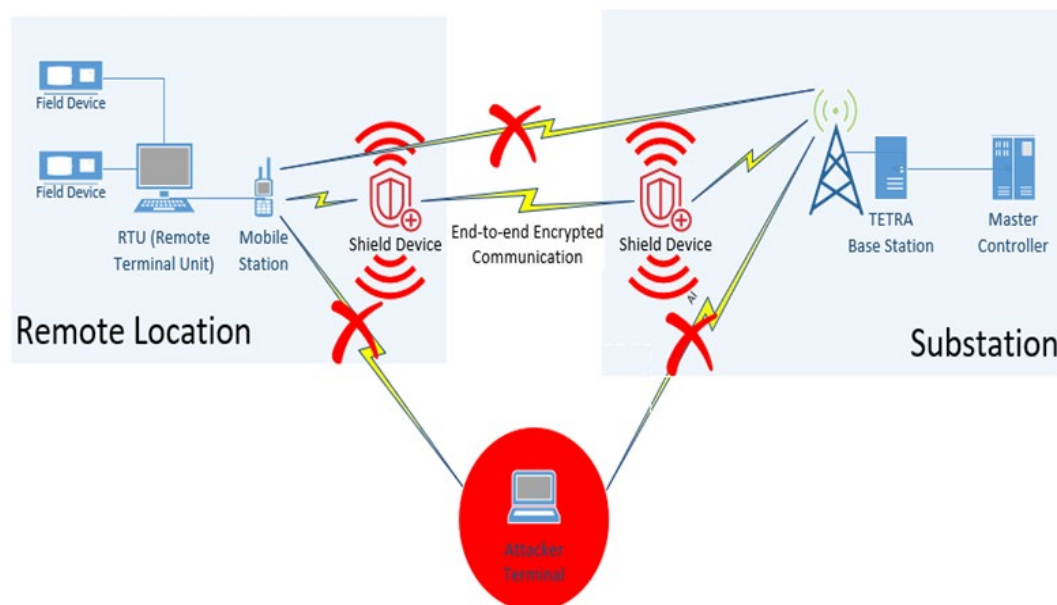 Field Device
Field Device
RTU (Remote
Terminal Unit)
Mobile
Station
Shield Device
End-to-end Encrypted
Communication
Shield Device
AI
TETRA
Base Station
Master
Controller
Remote Location
Substation
Attacker
Terminal